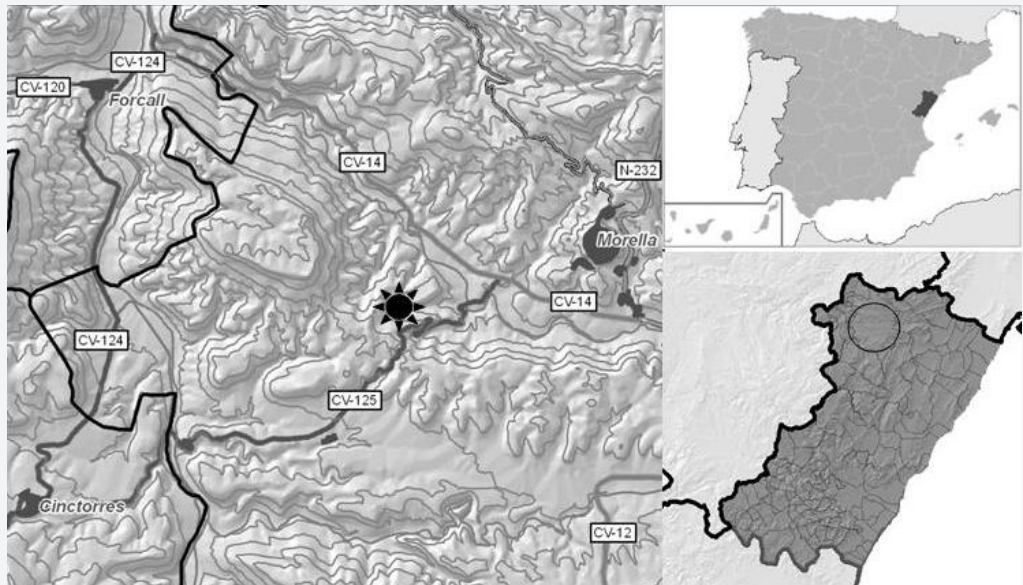 CV-124
CV-120
Forcall
CV-14
N-232
Morella
CV-14
CV-124
CV-125
Cinctorres
CV-12